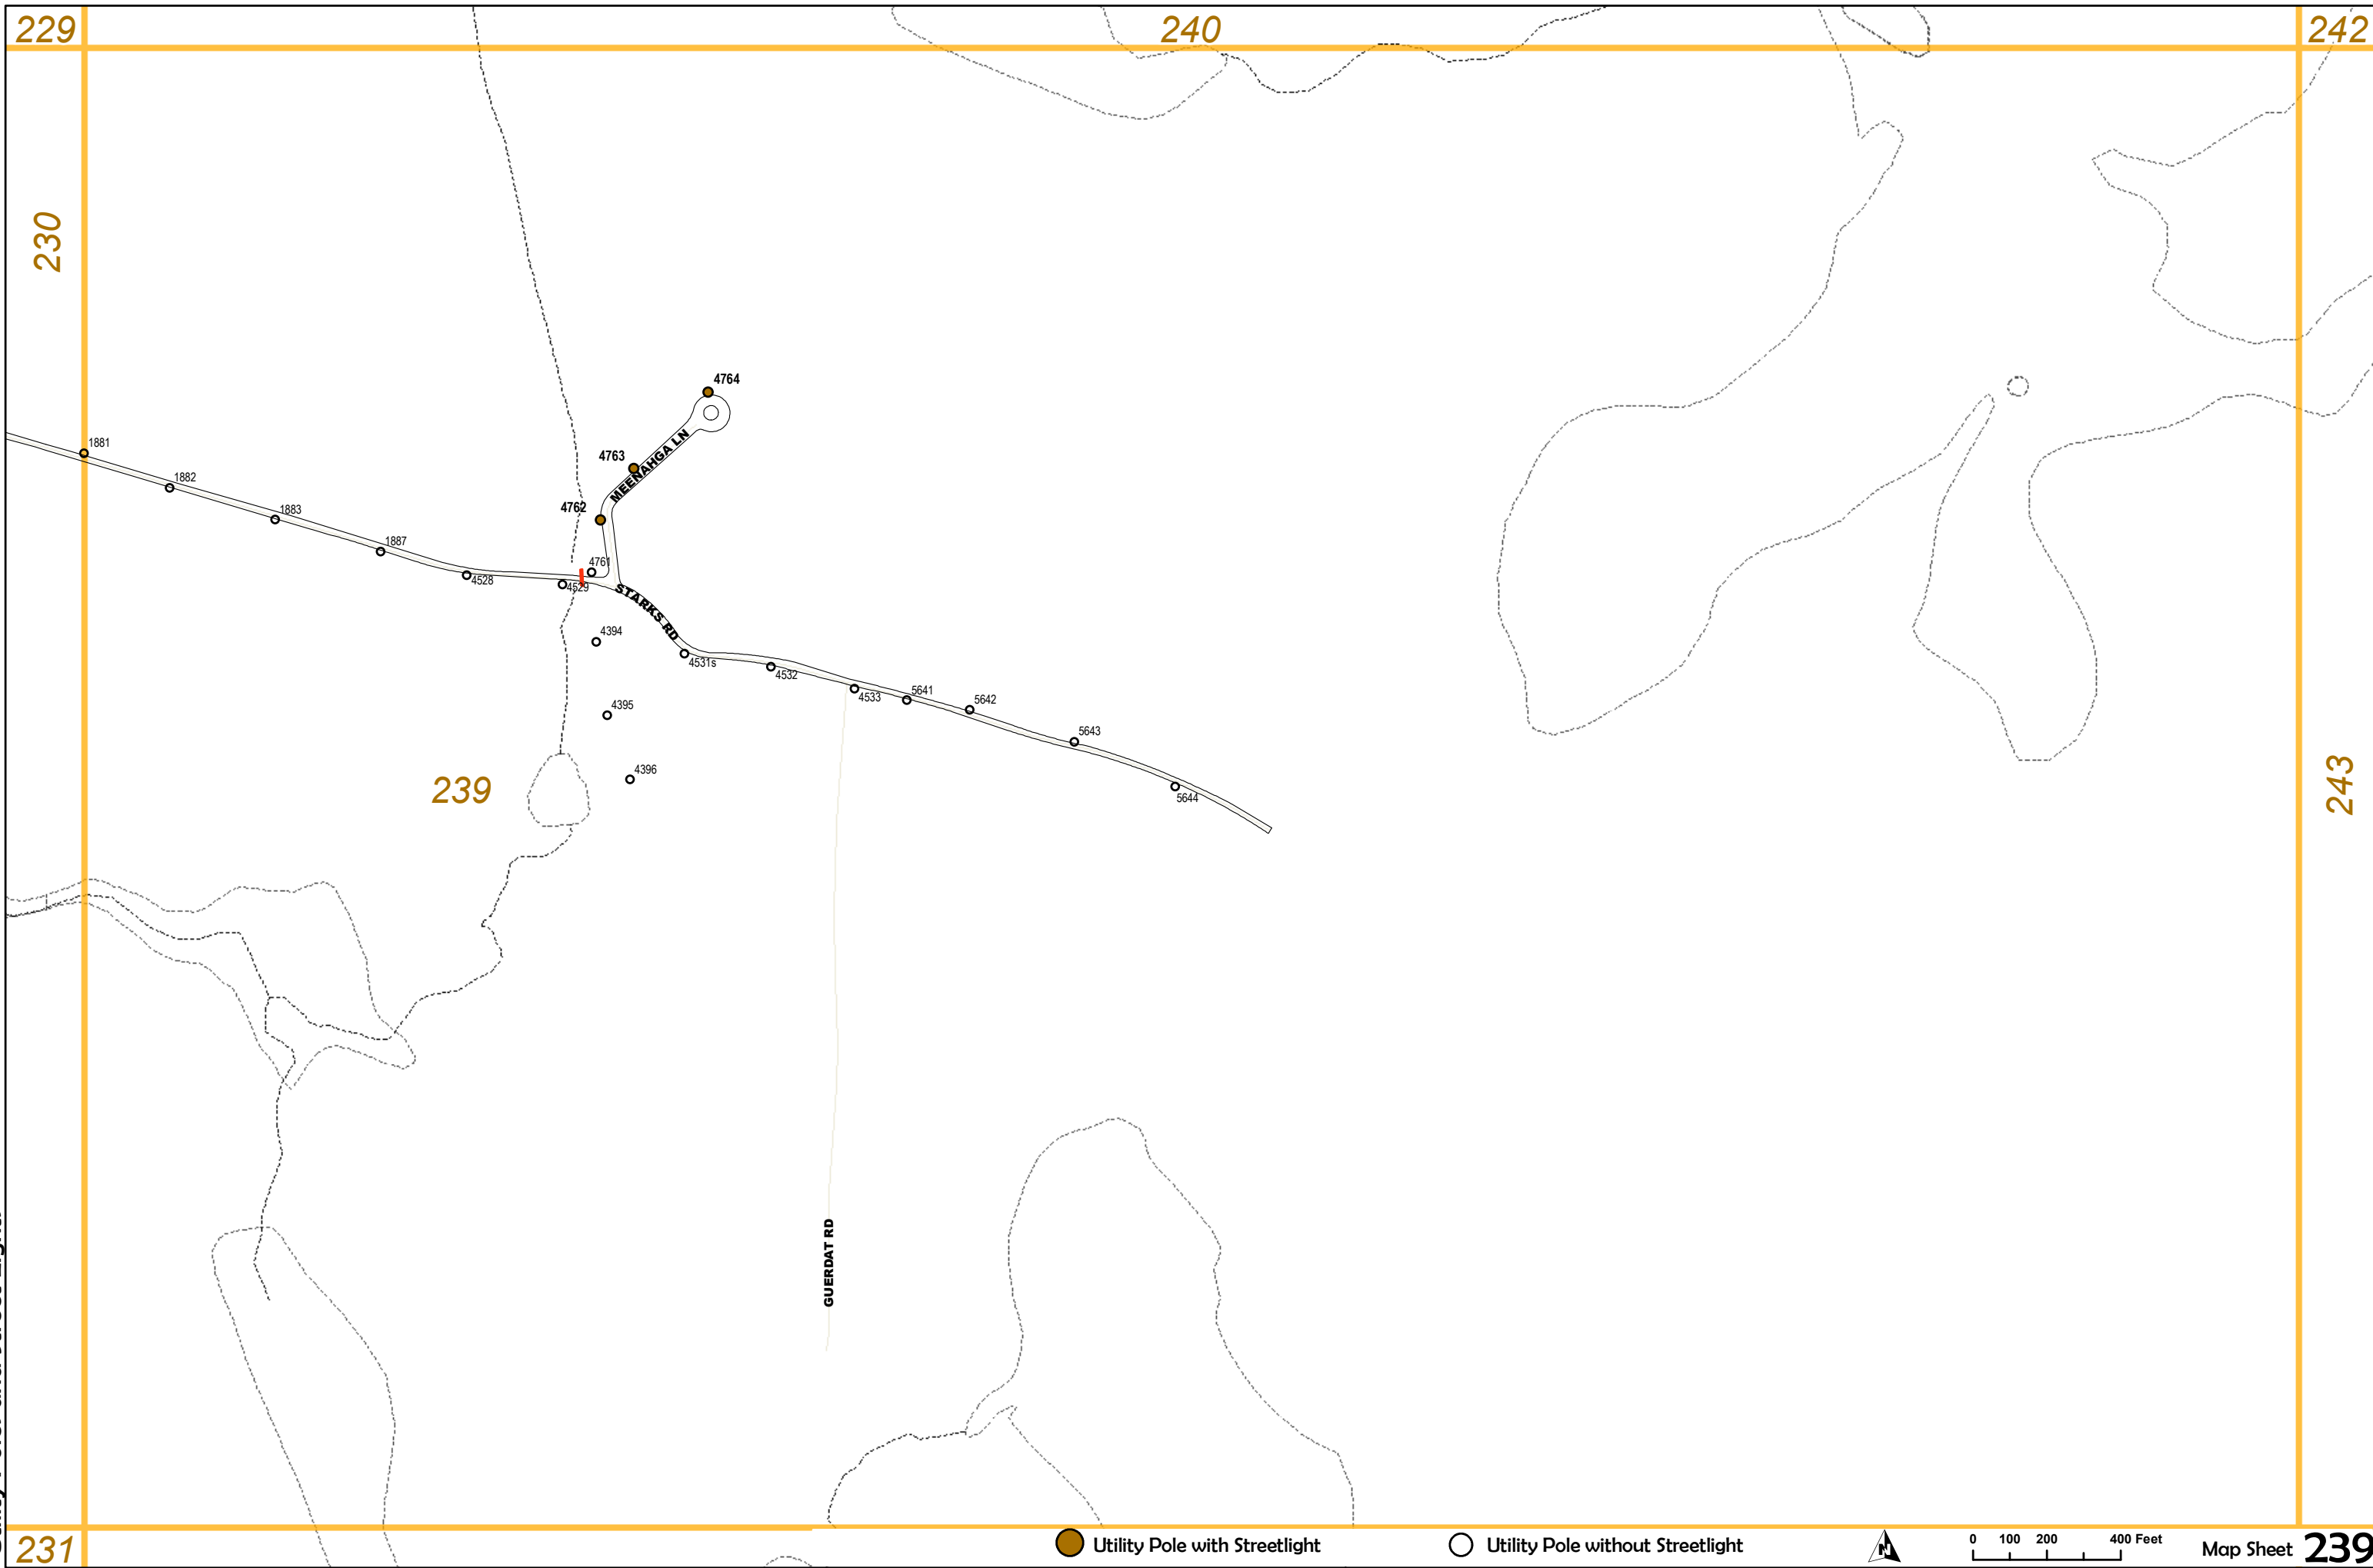 229
240
242
230
4764
MEENAHGA LN
1881
4763
1882
4762
1883
1887
4761
4528
4529
STARKS RD
4394
4531s
4532
4533
5641
5642
4395
5643
4396
239
243
5644
GUERDAT RD
231
Utility Pole with Streetlight
Utility Pole without Streetlight
N
0 100 200 400 Feet
Map Sheet 239